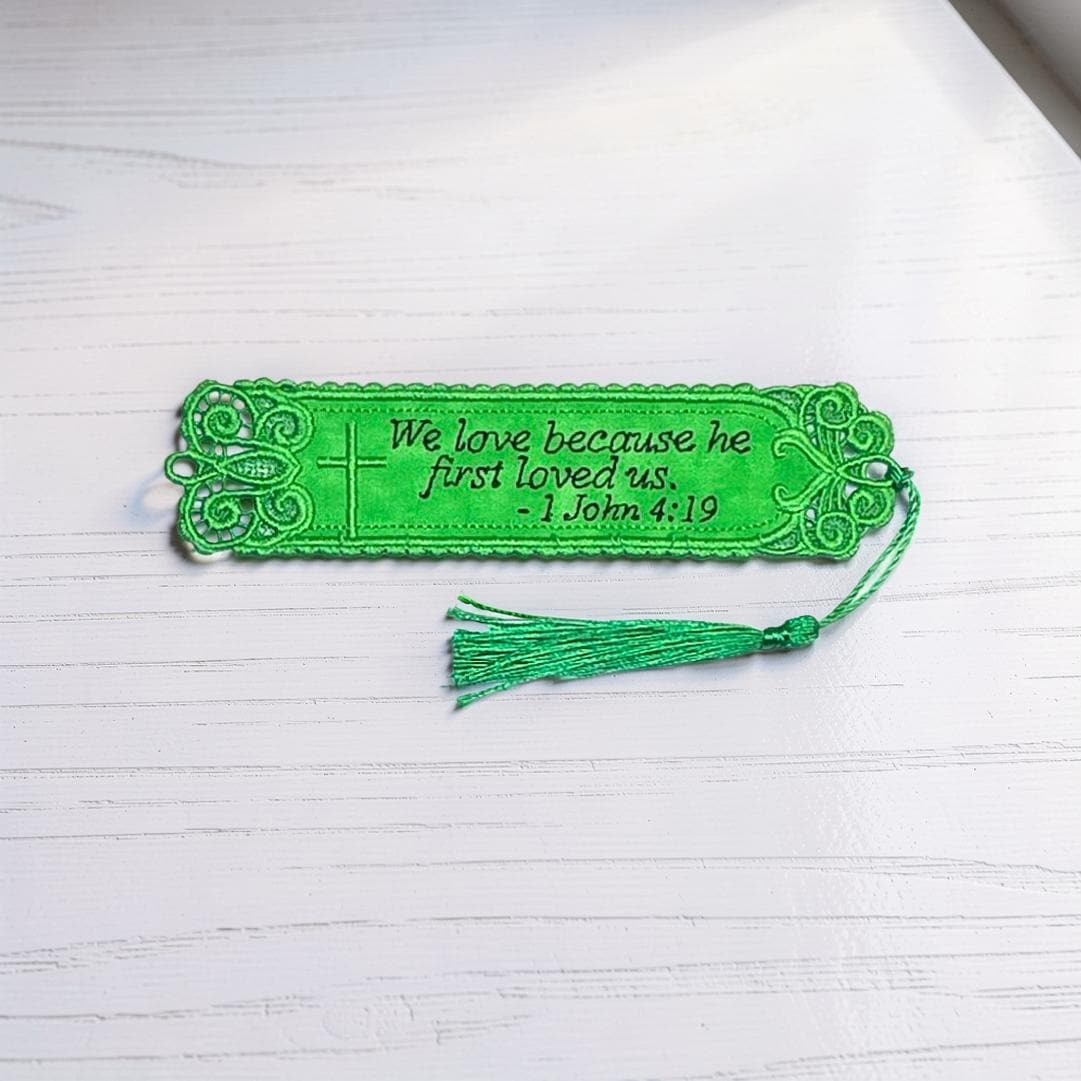 We love because he
first loved us.
- 1 John 4:19